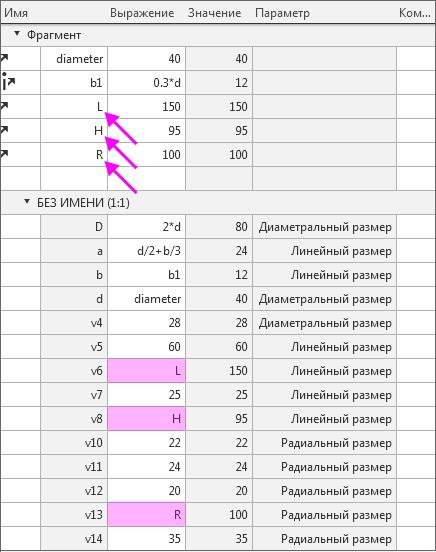 Имя Выражение Значение Параметр Ком...
Фрагмент
diameter 40 40
b1 0.3*d 12
L 150 150
H 95 95
R 100 100
БЕЗ ИМЕНИ (1:1)
D 2*d 80 Диаметральный размер
a d/2+b/3 24 Линейный размер
b b1 12 Линейный размер
d diameter 40 Диаметральный размер
v4 28 28 Диаметральный размер
v5 60 60 Линейный размер
v6 L 150 Линейный размер
v7 25 25 Линейный размер
v8 H 95 Линейный размер
v10 22 22 Радиальный размер
v11 24 24 Радиальный размер
v12 20 20 Радиальный размер
v13 R 100 Радиальный размер
v14 35 35 Радиальный размер